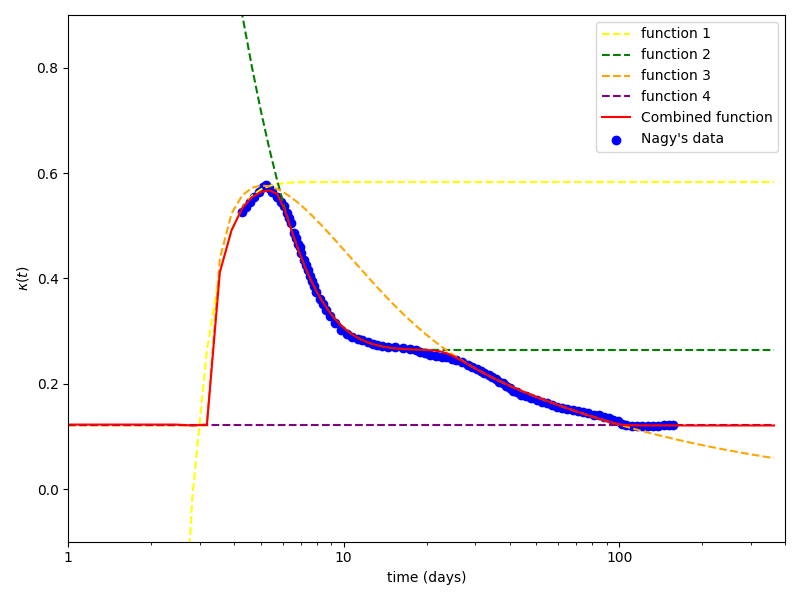 function 1
function 2
function 3
function 4
Combined function
Nagy's data
κ(t)
0.8
0.6
0.4
0.2
0.0
1
10
100
time (days)